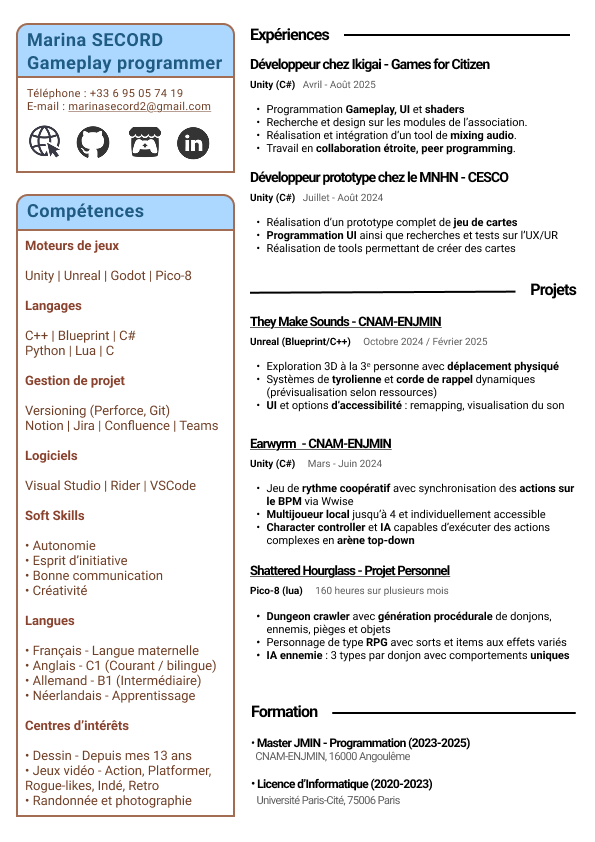 Marina SECORD
Gameplay programmer
Téléphone : +33 6 95 05 74 19
E-mail : marinasecord2@gmail.com
Compétences
Moteurs de jeux
Unity | Unreal | Godot | Pico-8
Langages
C++ | Blueprint | C#
Python | Lua | C
Gestion de projet
Versioning (Perforce, Git)
Notion | Jira | Confluence | Teams
Logiciels
Visual Studio | Rider | VSCode
Soft Skills
• Autonomie
• Esprit d'initiative
• Bonne communication
• Créativité
Langues
• Français - Langue maternelle
• Anglais - C1 (Courant / bilingue)
• Allemand - B1 (Intermédiaire)
• Néerlandais - Apprentissage
Centres d'intérêts
• Dessin - Depuis mes 13 ans
• Jeux vidéo - Action, Platformer,
Rogue-likes, Indé, Retro
• Randonnée et photographie
Expériences
Développeur chez Ikigai - Games for Citizen
Unity (C#) Avril - Août 2025
• Programmation Gameplay, UI et shaders
• Recherche et design sur les modules de l'association.
• Réalisation et intégration d'un tool de mixing audio.
• Travail en collaboration étroite, peer programming.
Développeur prototype chez le MNHN - CESCO
Unity (C#) Juillet - Août 2024
• Réalisation d'un prototype complet de jeu de cartes
• Programmation UI ainsi que recherches et tests sur l'UX/UR
• Réalisation de tools permettant de créer des cartes
Projets
They Make Sounds - CNAM-ENJMIN
Unreal (Blueprint/C++) Octobre 2024 / Février 2025
• Exploration 3D à la 3e personne avec déplacement physiqué
• Systèmes de tyrolienne et corde de rappel dynamiques
(prévisualisation selon ressources)
• UI et options d'accessibilité : remapping, visualisation du son
Earwyrm - CNAM-ENJMIN
Unity (C#) Mars - Juin 2024
• Jeu de rythme coopératif avec synchronisation des actions sur
le BPM via Wwise
• Multijoueur local jusqu'à 4 et individuellement accessible
• Character controller et IA capables d'exécuter des actions
complexes en arène top-down
Shattered Hourglass - Projet Personnel
Pico-8 (lua) 160 heures sur plusieurs mois
• Dungeon crawler avec génération procédurale de donjons,
ennemis, pièges et objets
• Personnage de type RPG avec sorts et items aux effets variés
• IA ennemie : 3 types par donjon avec comportements uniques
Formation
• Master JMIN - Programmation (2023-2025)
CNAM-ENJMIN, 16000 Angoulême
• Licence d'Informatique (2020-2023)
Université Paris-Cité, 75006 Paris